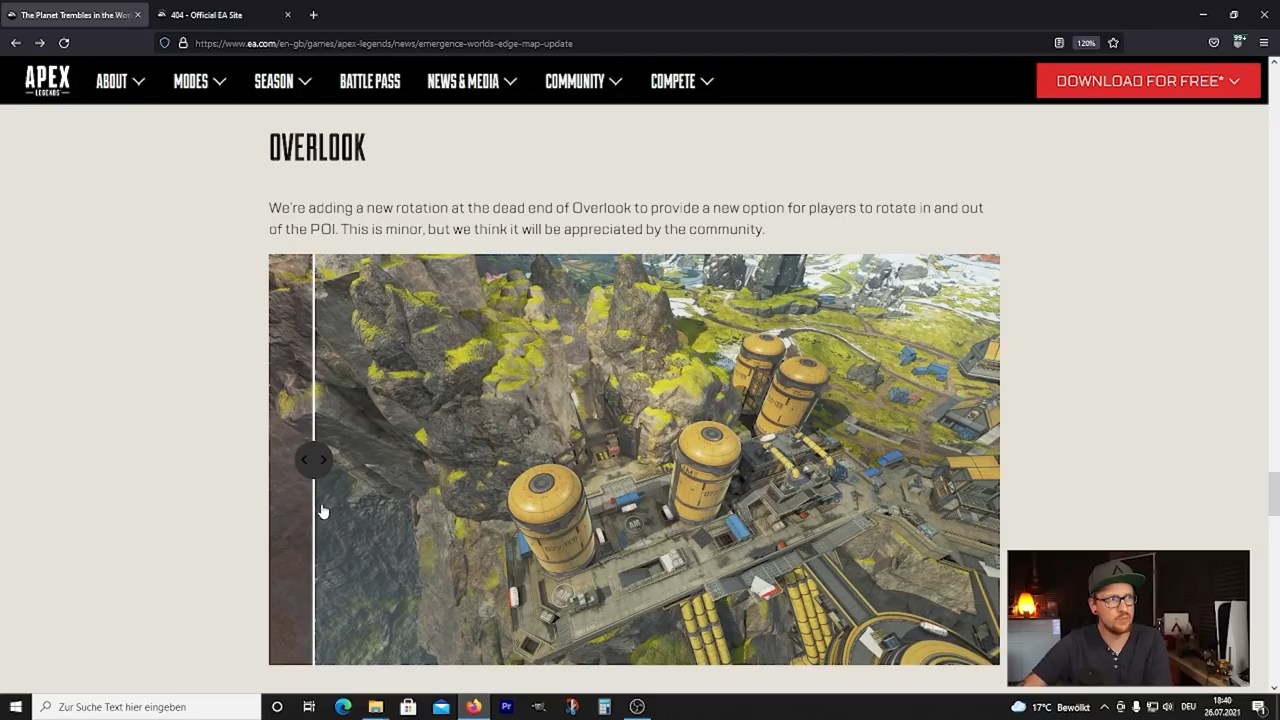 The Planet Trembles in the Worl
404 - Official EA Site
https://www.ea.com/en-gb/games/apex-legends/news/emergence-worlds-edge-map-update
120%
99+
APEX
LEGENDS
ABOUT
MODES
SEASON
BATTLE PASS
NEWS & MEDIA
COMMUNITY
COMPETE
DOWNLOAD FOR FREE*
OVERLOOK
We're adding a new rotation at the dead end of Overlook to provide a new option for players to rotate in and out
of the POI. This is minor, but we think it will be appreciated by the community.
Zur Suche Text hier eingeben
Pr
17°C Bewölkt
DEU
18:40
26.07.2021
1